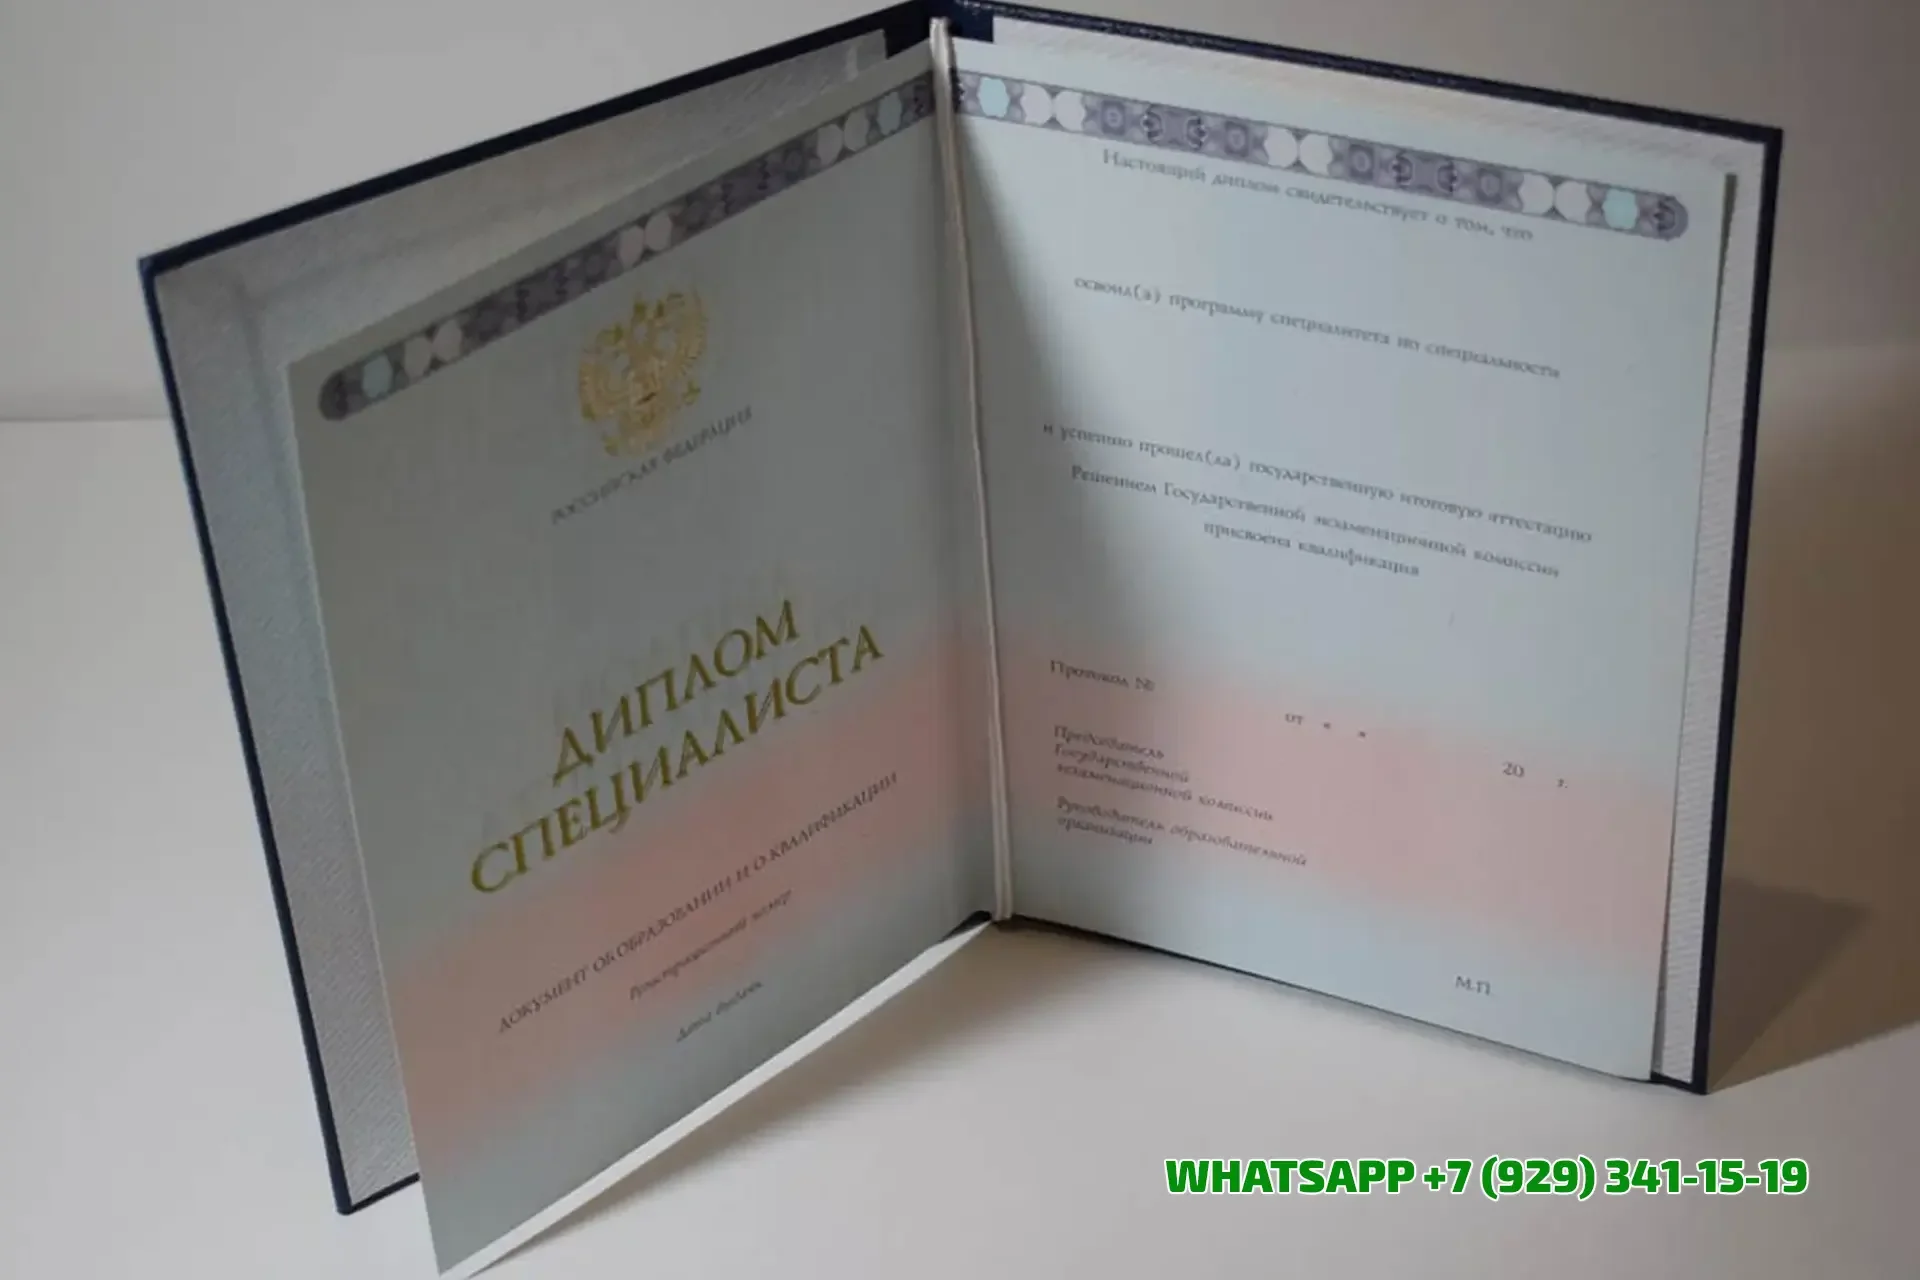 РОССИЙСКАЯ ФЕДЕРАЦИЯ
ДИПЛОМ
СПЕЦИАЛИСТА
ДОКУМЕНТ ОБ ОБРАЗОВАНИИ И О КВАЛИФИКАЦИИ
Регистрационный номер
Дата выдачи
Настоящий диплом свидетельствует о том, что
освоил(а) программу специалитета по специальности
и успешно прошел(ла) государственную итоговую аттестацию
Решением Государственной экзаменационной комиссии
присвоена квалификация
Протокол №
от « »
20 г.
Председатель
Государственной
экзаменационной комиссии
Руководитель образовательной
организации
М.П.
WHATSAPP +7 (929) 341-15-19